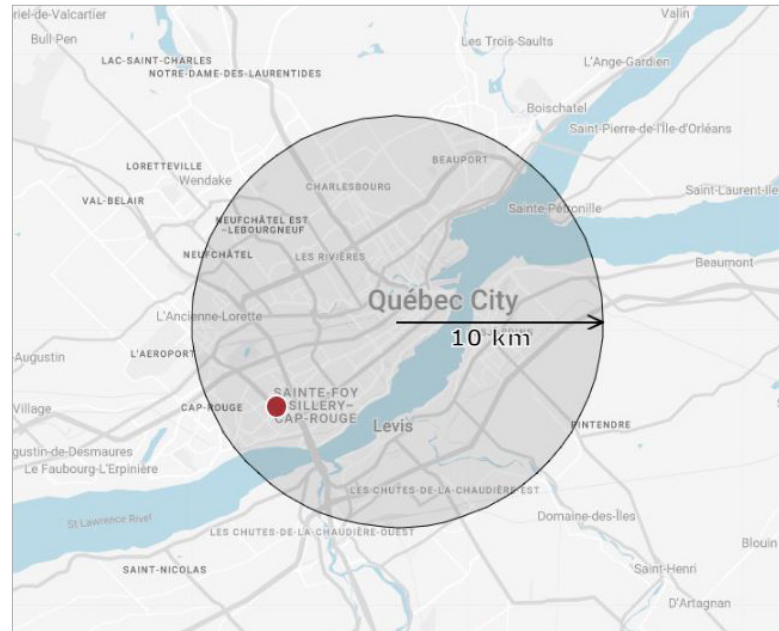 riel-de-Valcartier
Bull Pen
Valin
Les Trois-Saults
LAC-SAINT-CHARLES
NOTRE-DAME-DES-LAURENTIDES
L'Ange-Gardien
Boischatel
Saint-Pierre-de-l'Île-d'Orléans
LORETTEVILLE
Wendake
BEAUPORT
CHARLESBOURG
VAL-BELAIR
Saint-Laurent-Île
Sainte-Pétronille
NEUFCHÂTEL EST
-LEBOURGNEUF
NEUFCHÂTEL
LES RIVIÈRES
Beaumont
Québec City
L'Ancienne-Lorette
10 km
L'AEROPORT
-Augustin
SAINTE-FOY
SILLERY–
CAP-ROUGE
CAP-ROUGE
Village
Levis
PINTENDRE
gustin-de-Desmaures
Le Faubourg-L'Erpinière
LES CHUTES-DE-LA-CHAUDIÈRE-EST
St Lawrence River
Domaine-des-Îles
LES CHUTES-DE-LA-CHAUDIÈRE-OUEST
Blouin
SAINT-NICOLAS
Saint-Henri
D'Artagnan